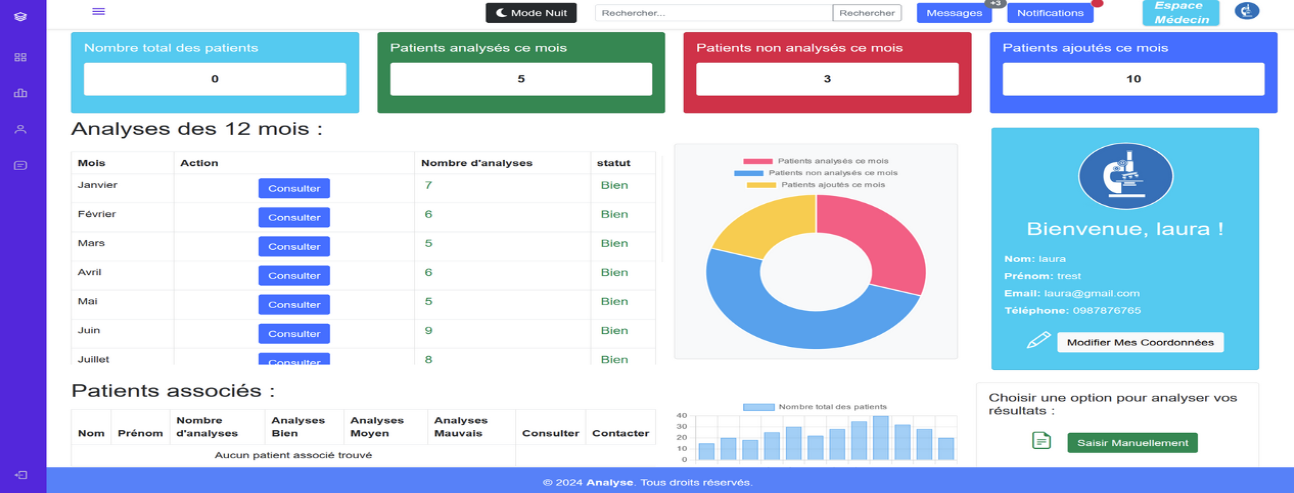 Mode Nuit
Rechercher...
Rechercher
Messages
+3
Notifications
Espace
Médecin
Nombre total des patients
0
Patients analysés ce mois
5
Patients non analysés ce mois
3
Patients ajoutés ce mois
10
Analyses des 12 mois :
Mois Action Nombre d'analyses statut
Janvier Consulter 7 Bien
Février Consulter 6 Bien
Mars Consulter 5 Bien
Avril Consulter 6 Bien
Mai Consulter 5 Bien
Juin Consulter 9 Bien
Juillet Consulter 8 Bien
Patients analysés ce mois
Patients non analysés ce mois
Patients ajoutés ce mois
Bienvenue, laura !
Nom: laura
Prénom: trest
Email: laura@gmail.com
Téléphone: 0987876765
Modifier Mes Coordonnées
Patients associés :
Nom Prénom Nombre d'analyses Analyses Bien Analyses Moyen Analyses Mauvais Consulter Contacter
Aucun patient associé trouvé
Nombre total des patients
40
30
20
10
0
Choisir une option pour analyser vos
résultats :
Saisir Manuellement
© 2024 Analyse. Tous droits réservés.